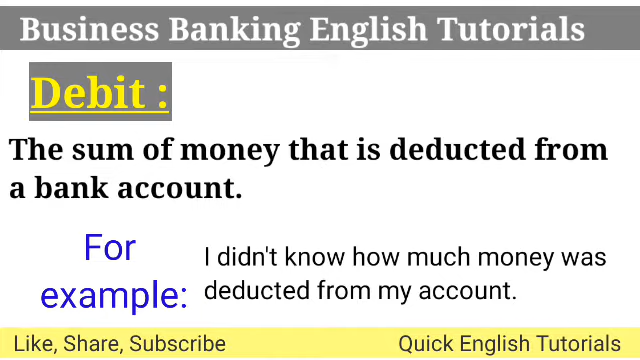 Business Banking English Tutorials
Debit :
The sum of money that is deducted from
a bank account.
For
example:
I didn't know how much money was
deducted from my account.
Like, Share, Subscribe
Quick English Tutorials